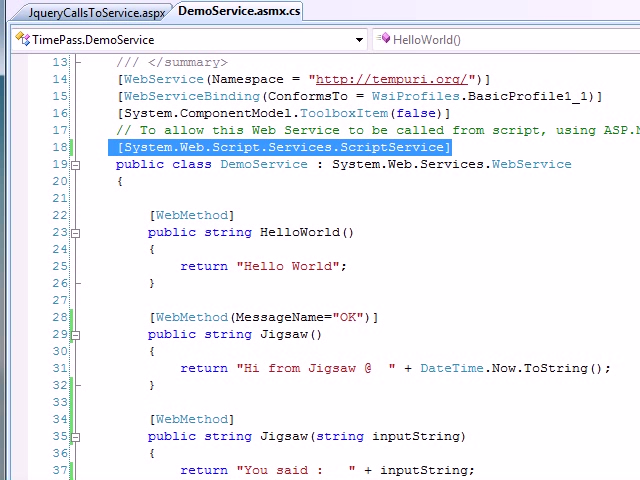 JqueryCallsToService.aspx DemoService.asmx.cs
TimePass.DemoService HelloWorld()
13 /// </summary>
14 [WebService(Namespace = "http://tempuri.org/")]
15 [WebServiceBinding(ConformsTo = WsiProfiles.BasicProfile1_1)]
16 [System.ComponentModel.ToolboxItem(false)]
17 // To allow this Web Service to be called from script, using ASP.
18 [System.Web.Script.Services.ScriptService]
19 public class DemoService : System.Web.Services.WebService
20 {
21
22 [WebMethod]
23 public string HelloWorld()
24 {
25 return "Hello World";
26 }
27
28 [WebMethod(MessageName="OK")]
29 public string Jigsaw()
30 {
31 return "Hi from Jigsaw @  " + DateTime.Now.ToString();
32 }
33
34 [WebMethod]
35 public string Jigsaw(string inputString)
36 {
37 return "You said :   " + inputString;